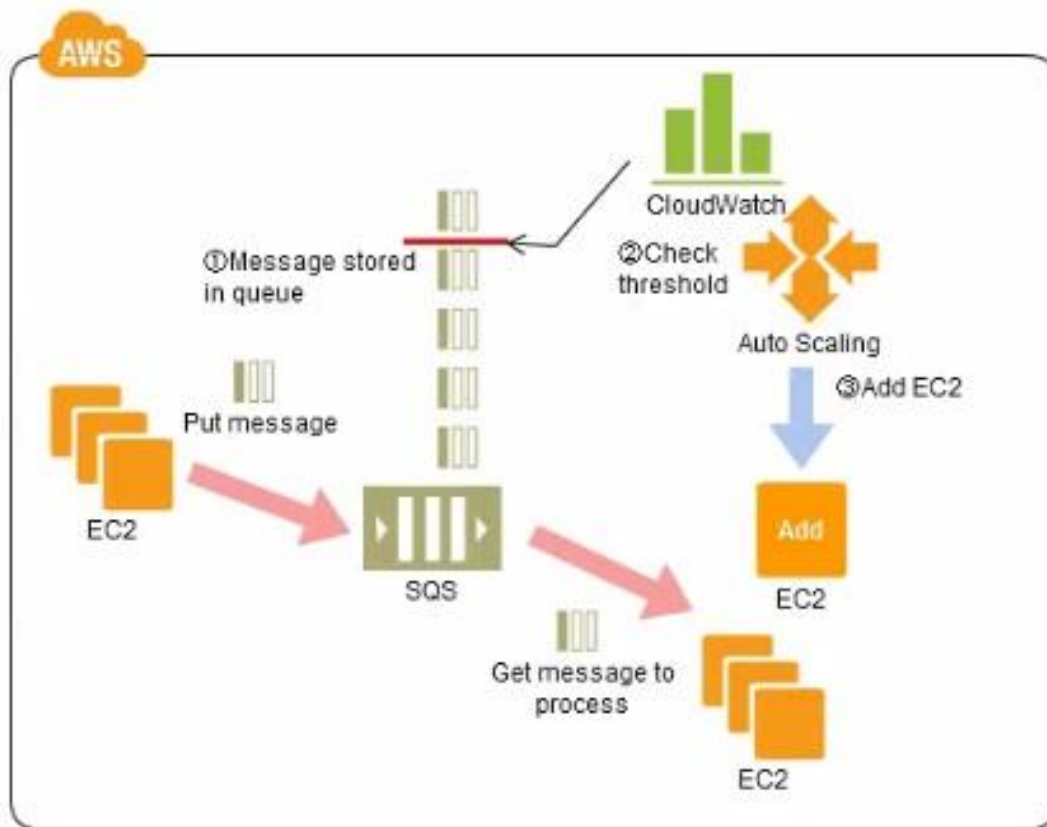 AWS
CloudWatch
①Message stored
in queue
②Check
threshold
Auto Scaling
③Add EC2
Put message
EC2
SQS
Add
EC2
Get message to
process
EC2